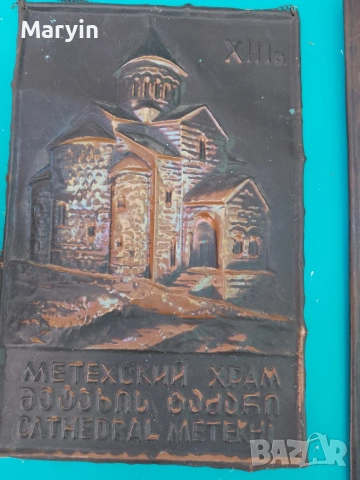 Maryin
XIIIв
МЕТЕХСКИЙ ХРАМ
მეტეხის ტაძარი
CATHEDRAL METEKHI
BAZAR